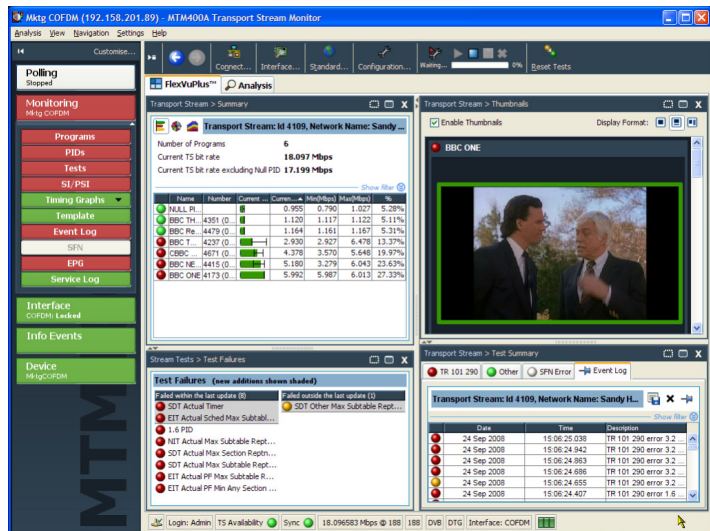 Mktg COFDM (192.158.201.89) - MTM400A Transport Stream Monitor
Analysis View Navigation Settings Help
Customise...
Connect... Interface... Standard... Configuration... Waiting... 0% Reset Tests
Polling
Stopped
Monitoring
Mktg COFDM
Programs
PIDs
Tests
SI/PSI
Timing Graphs
Template
Event Log
SFN
EPG
Service Log
Interface
COFDM: Locked
Info Events
Device
MktgCOFDM
MTM
FlexVuPlus™ Analysis
Transport Stream > Summary
Transport Stream: Id 4109, Network Name: Sandy ...
Number of Programs 6
Current TS bit rate 18.097 Mbps
Current TS bit rate excluding Null PID 17.199 Mbps
Show filter
Name Number Current ... Curren... Min(Mbps) Max(Mbps) %
NULL PI... 0.955 0.790 1.027 5.28%
BBC TH... 4351 (0... 1.120 1.117 1.122 5.11%
BBC Re... 4479 (0... 1.164 1.161 1.167 5.31%
BBC T... 4237 (0... 2.930 2.927 6.478 13.37%
CBBC ... 4671 (0... 4.378 3.570 5.648 19.97%
BBC NE... 4415 (0... 5.180 3.279 6.043 23.63%
BBC ONE 4173 (0... 5.992 5.987 6.013 27.33%
Transport Stream > Thumbnails
Enable Thumbnails Display Format:
BBC ONE
Stream Tests > Test Failures
Test Failures (new additions shown shaded)
Failed within the last update (8) Failed outside the last update (1)
SDT Actual Timer SDT Other Max Subtable Rept...
EIT Actual Sched Max Subtabl...
1.6 PID
NIT Actual Max Subtable Rept...
SDT Actual Max Section Reptn...
SDT Actual Max Subtable Rept...
EIT Actual PF Max Subtable R...
EIT Actual PF Min Any Section ...
Transport Stream > Test Summary
TR 101 290 Other SFN Error Event Log
Transport Stream: Id 4109, Network Name: Sandy H...
Show filter
Date Time Description
24 Sep 2008 15:06:25.038 TR 101 290 error 3.2 ...
24 Sep 2008 15:06:24.942 TR 101 290 error 3.2 ...
24 Sep 2008 15:06:24.863 TR 101 290 error 3.2 ...
24 Sep 2008 15:06:24.686 TR 101 290 error 3.2 ...
24 Sep 2008 15:06:24.655 TR 101 290 error 3.2 ...
24 Sep 2008 15:06:24.407 TR 101 290 error 1.6 ...
Login: Admin TS Availability Sync 18.096583 Mbps @ 188 188 DVB DTG Interface: COFDM